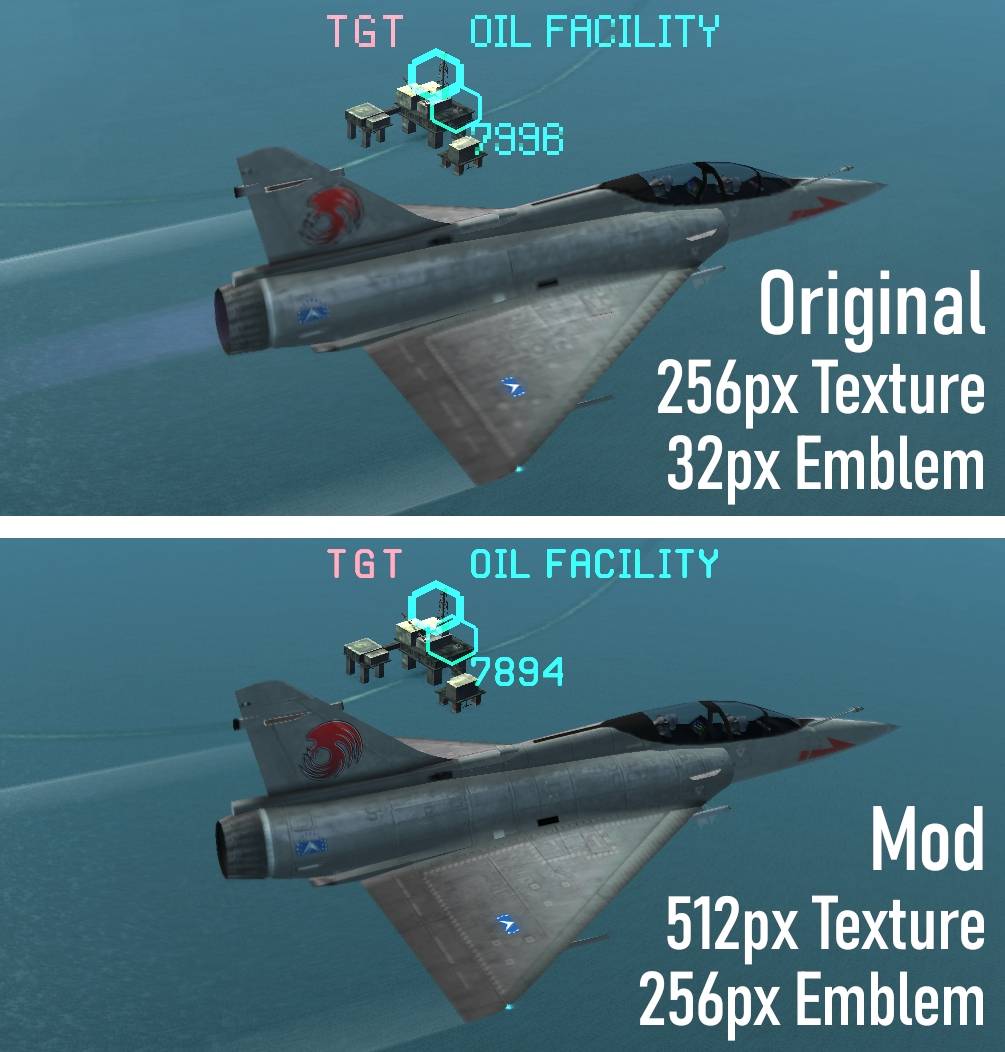 TGT OIL FACILITY
7996
Original
256px Texture
32px Emblem
TGT OIL FACILITY
7894
Mod
512px Texture
256px Emblem